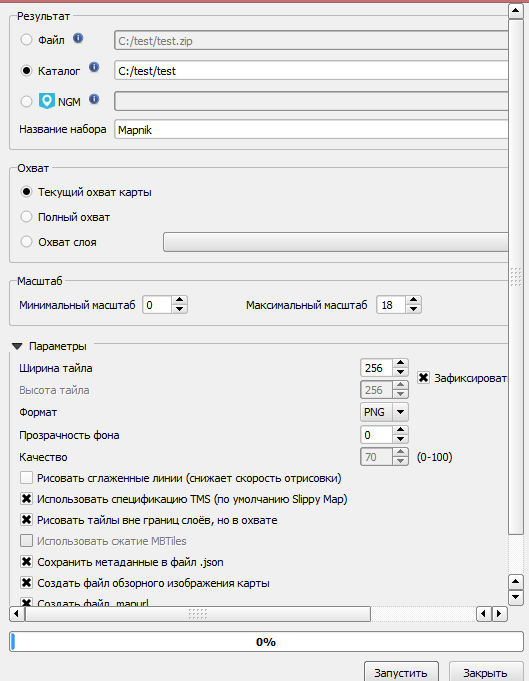 Результат
Файл C:/test/test.zip
Каталог C:/test/test
NGM
Название набора Mapnik
Охват
Текущий охват карты
Полный охват
Охват слоя
Масштаб
Минимальный масштаб 0 Максимальный масштаб 18
Параметры
Ширина тайла 256
Зафиксироват
Высота тайла 256
Формат PNG
Прозрачность фона 0
Качество 70 (0-100)
Рисовать сглаженные линии (снижает скорость отрисовки)
Использовать спецификацию TMS (по умолчанию Slippy Map)
Рисовать тайлы вне границ слоёв, но в охвате
Использовать сжатие MBTiles
Сохранить метаданные в файл .json
Создать файл обзорного изображения карты
Создать файл .mapurl
0%
Запустить Закрыть